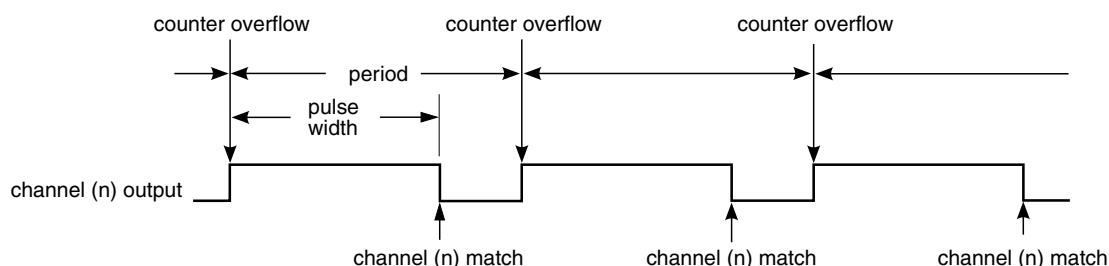 counter overflow
counter overflow
counter overflow
period
pulse
width
channel (n) output
channel (n) match
channel (n) match
channel (n) match